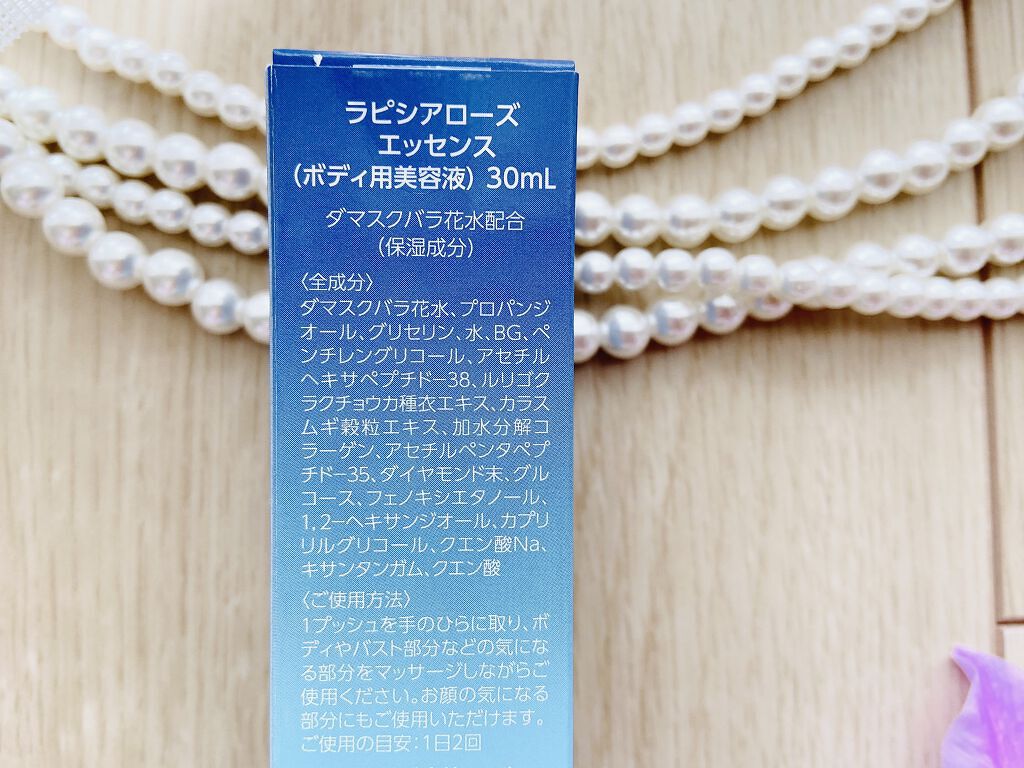 ラピシアローズ
エッセンス
（ボディ用美容液）30mL
ダマスクバラ花水配合
（保湿成分）
〈全成分〉
ダマスクバラ花水、プロパンジ
オール、グリセリン、水、BG、ペ
ンチレングリコール、アセチル
ヘキサペプチドー38、ルリゴク
ラクチョウカ種衣エキス、カラス
ムギ穀粒エキス、加水分解コ
ラーゲン、アセチルペンタペプ
チドー35、ダイヤモンド末、グル
コース、フェノキシエタノール、
1,2-ヘキサンジオール、カプリ
リルグリコール、クエン酸Na、
キサンタンガム、クエン酸
〈ご使用方法〉
1プッシュを手のひらに取り、ボ
ディやバスト部分などの気にな
る部分をマッサージしながらご
使用ください。お顔の気になる
部分にもご使用いただけます。
ご使用の目安：1日2回